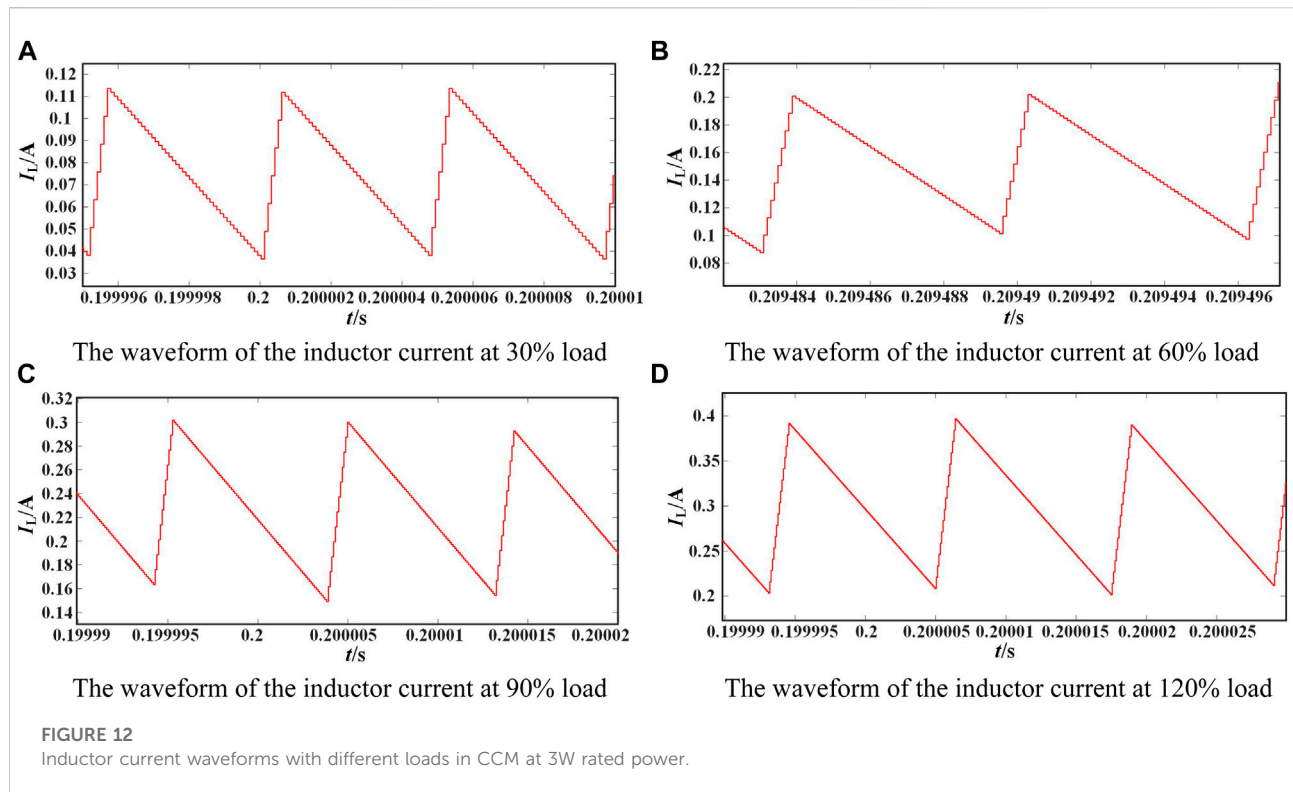 A
0.12
0.11
0.1
0.09
0.08
0.07
0.06
0.05
0.04
0.03
I_L/A
0.199996 0.199998 0.2 0.200002 0.200004 0.200006 0.200008 0.20001
t/s
The waveform of the inductor current at 30% load
B
0.22
0.2
0.18
0.16
0.14
0.12
0.1
0.08
I_L/A
0.209484 0.209486 0.209488 0.20949 0.209492 0.209494 0.209496
t/s
The waveform of the inductor current at 60% load
C
0.32
0.3
0.28
0.26
0.24
0.22
0.2
0.18
0.16
0.14
I_L/A
0.19999 0.199995 0.2 0.200005 0.20001 0.200015 0.20002
t/s
The waveform of the inductor current at 90% load
D
0.4
0.35
0.3
0.25
0.2
I_L/A
0.19999 0.199995 0.2 0.200005 0.20001 0.200015 0.20002 0.200025
t/s
The waveform of the inductor current at 120% load
FIGURE 12
Inductor current waveforms with different loads in CCM at 3W rated power.